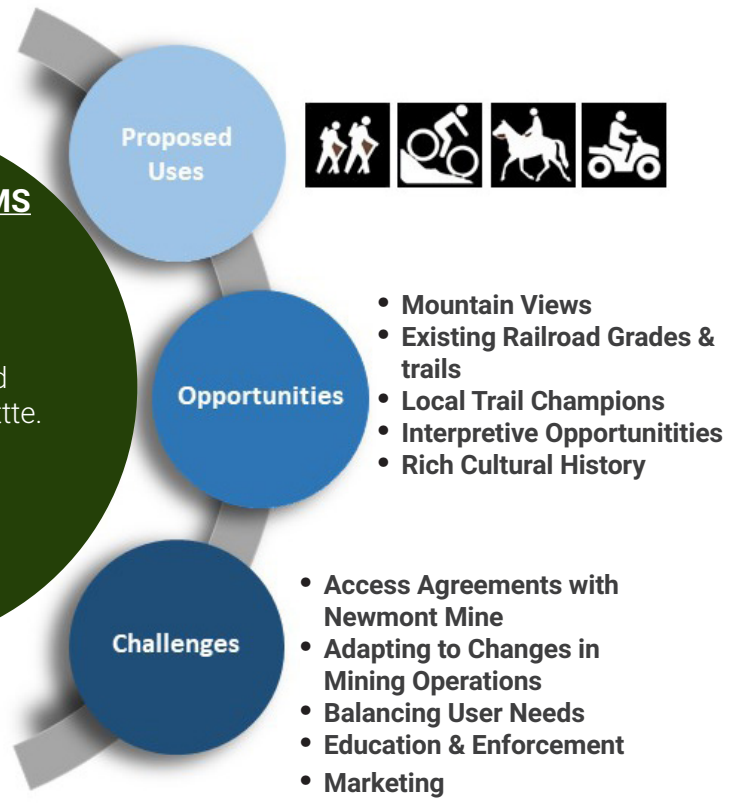 Proposed
Uses
Opportunities
• Mountain Views
• Existing Railroad Grades &
trails
• Local Trail Champions
• Interpretive Opportunitities
• Rich Cultural History
Challenges
• Access Agreements with
Newmont Mine
• Adapting to Changes in
Mining Operations
• Balancing User Needs
• Education & Enforcement
• Marketing